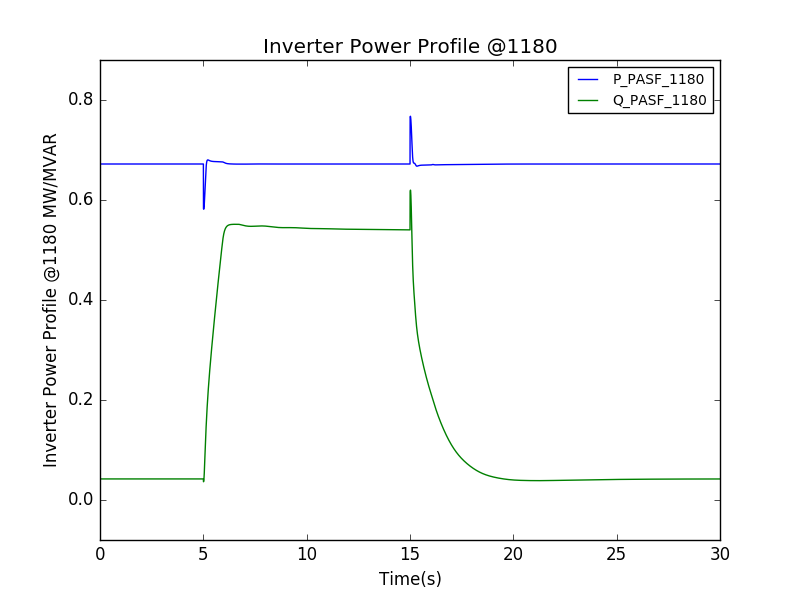 Inverter Power Profile @1180
P_PASF_1180
Q_PASF_1180
Inverter Power Profile @1180 MW/MVAR
0.8
0.6
0.4
0.2
0.0
0 5 10 15 20 25 30
Time(s)